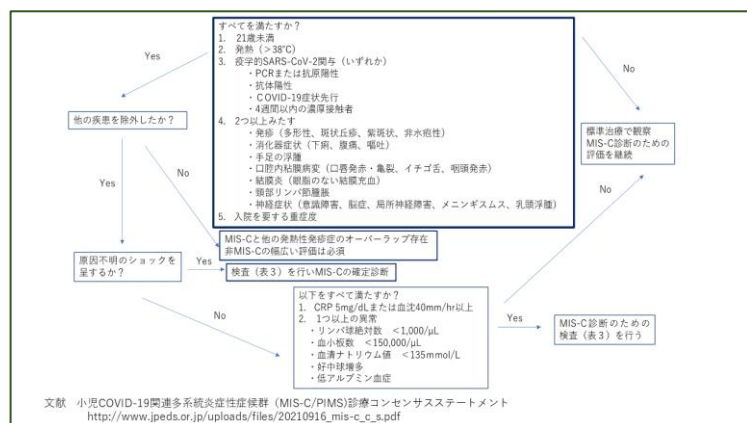 すべてを満たすか？
1. 21歳未満
2. 発熱（＞38℃）
3. 疫学的SARS-CoV-2関与（いずれか）
・PCRまたは抗原陽性
・抗体陽性
・COVID-19症状先行
・4週間以内の濃厚接触者
4. 2つ以上みたす
・発疹（多形性、斑状丘疹、紫斑状、非水疱性）
・消化器症状（下痢、腹痛、嘔吐）
・手足の浮腫
・口腔内粘膜病変（口唇発赤・亀裂、イチゴ舌、咽頭発赤）
・結膜炎（眼脂のない結膜充血）
・頸部リンパ節腫脹
・神経症状（意識障害、脳症、局所神経障害、メニンギスムス、乳頭浮腫）
5. 入院を要する重症度
Yes
No
他の疾患を除外したか？
標準治療で観察
MIS-C診断のための
評価を継続
Yes
No
No
MIS-Cと他の発熱性発疹症のオーバーラップ存在
非MIS-Cの幅広い評価は必須
原因不明のショックを
呈するか？
Yes
検査（表３）を行いMIS-Cの確定診断
No
以下をすべて満たすか？
1. CRP 5mg/dLまたは血沈40mm/hr以上
2. 1つ以上の異常
・リンパ球絶対数　＜1,000/μL
・血小板数　＜150,000/μL
・血清ナトリウム値　＜135mmol/L
・好中球増多
・低アルブミン血症
Yes
MIS-C診断のための
検査（表３）を行う
文献　小児COVID-19関連多系統炎症性症候群（MIS-C/PIMS)診療コンセンサスステートメント
http://www.jpeds.or.jp/uploads/files/20210916_mis-c_c_s.pdf